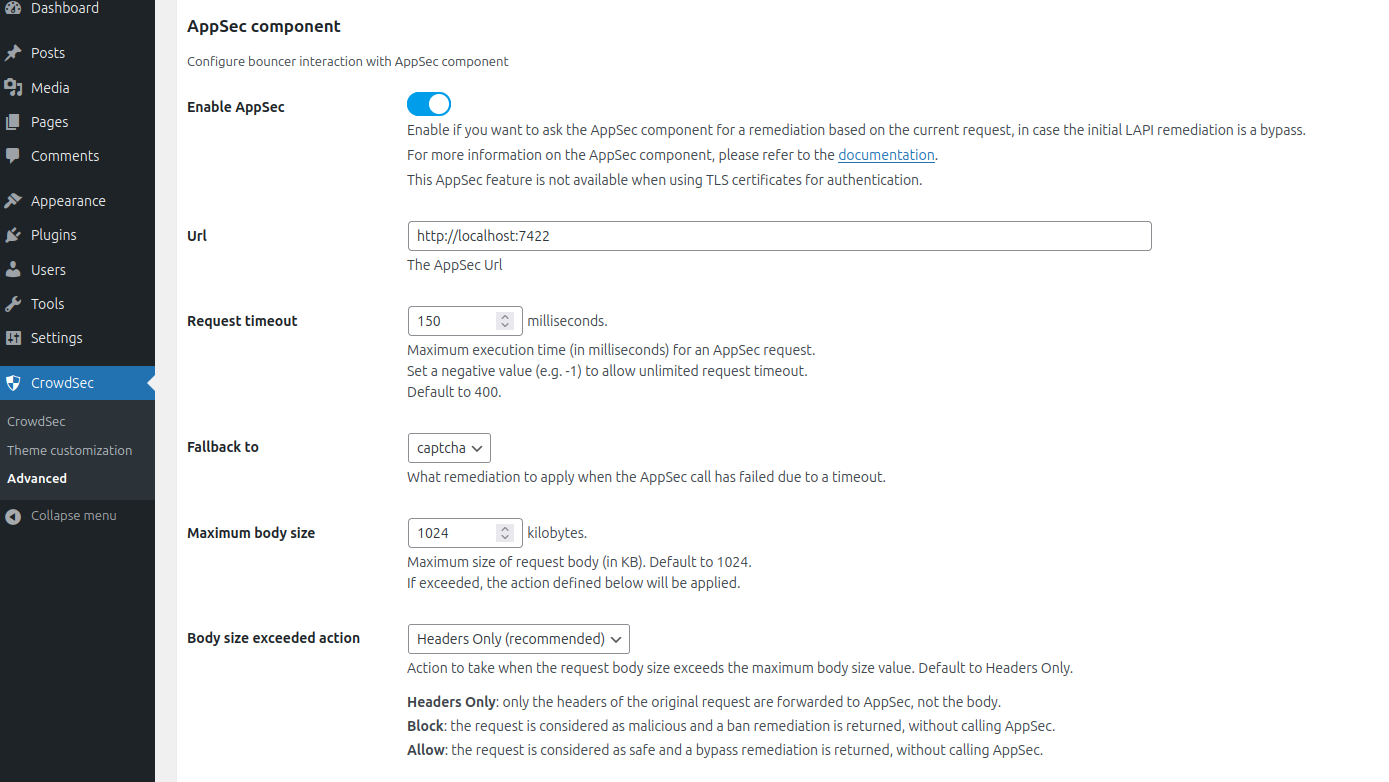 Dashboard
Posts
Media
Pages
Comments
Appearance
Plugins
Users
Tools
Settings
CrowdSec
CrowdSec
Theme customization
Advanced
Collapse menu
AppSec component
Configure bouncer interaction with AppSec component
Enable AppSec
Enable if you want to ask the AppSec component for a remediation based on the current request, in case the initial LAPI remediation is a bypass.
For more information on the AppSec component, please refer to the documentation.
This AppSec feature is not available when using TLS certificates for authentication.
Url
http://localhost:7422
The AppSec Url
Request timeout
150 milliseconds.
Maximum execution time (in milliseconds) for an AppSec request.
Set a negative value (e.g. -1) to allow unlimited request timeout.
Default to 400.
Fallback to
captcha
What remediation to apply when the AppSec call has failed due to a timeout.
Maximum body size
1024 kilobytes.
Maximum size of request body (in KB). Default to 1024.
If exceeded, the action defined below will be applied.
Body size exceeded action
Headers Only (recommended)
Action to take when the request body size exceeds the maximum body size value. Default to Headers Only.
Headers Only: only the headers of the original request are forwarded to AppSec, not the body.
Block: the request is considered as malicious and a ban remediation is returned, without calling AppSec.
Allow: the request is considered as safe and a bypass remediation is returned, without calling AppSec.